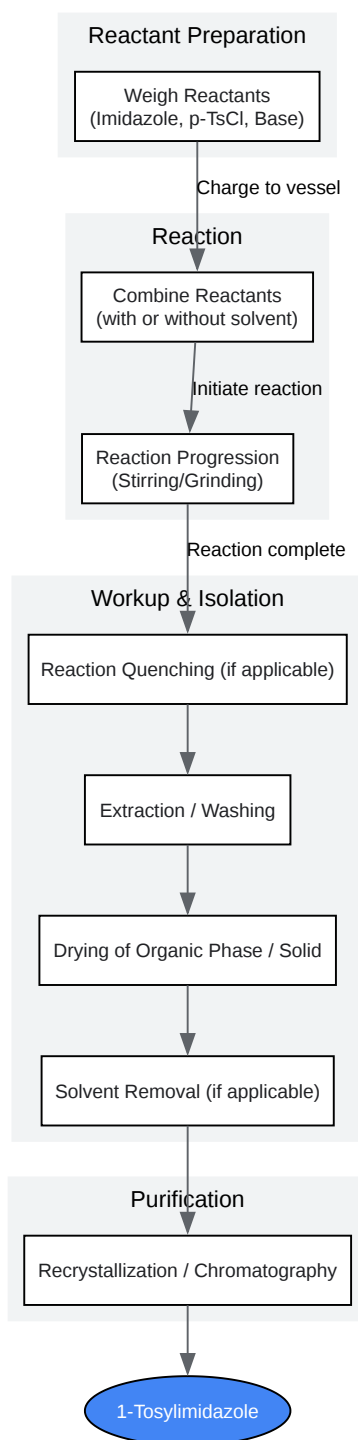 Reactant Preparation
Weigh Reactants
(Imidazole, p-TsCl, Base)
Charge to vessel
Reaction
Combine Reactants
(with or without solvent)
Initiate reaction
Reaction Progression
(Stirring/Grinding)
Reaction complete
Workup & Isolation
Reaction Quenching (if applicable)
Extraction / Washing
Drying of Organic Phase / Solid
Solvent Removal (if applicable)
Purification
Recrystallization / Chromatography
1-Tosylimidazole